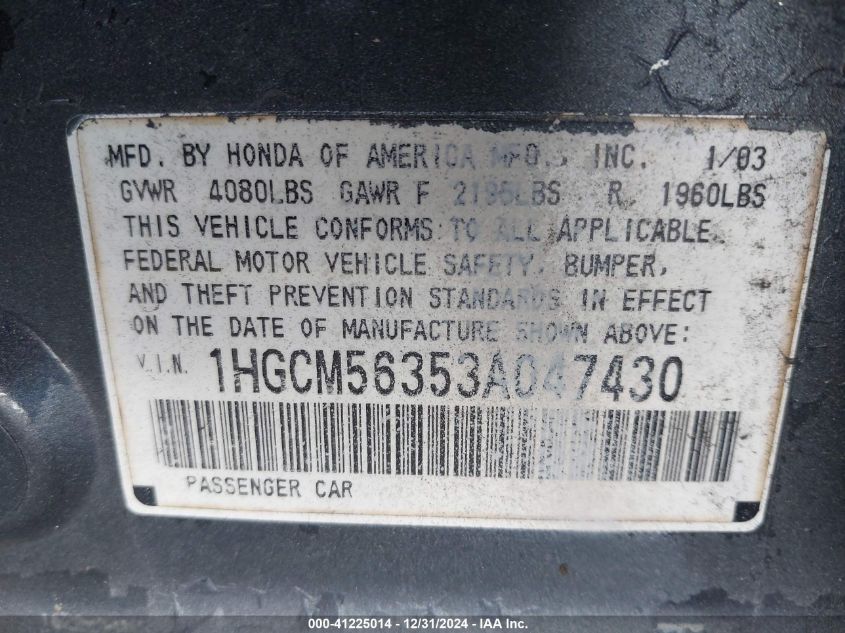 MFD. BY HONDA OF AMERICA MFG., INC. 1/03
GVWR 4080LBS GAWR F 2195LBS R 1960LBS
THIS VEHICLE CONFORMS TO ALL APPLICABLE
FEDERAL MOTOR VEHICLE SAFETY, BUMPER,
AND THEFT PREVENTION STANDARDS IN EFFECT
ON THE DATE OF MANUFACTURE SHOWN ABOVE:
V.I.N. 1HGCM56353A047430
PASSENGER CAR
000-41225014 - 12/31/2024 - IAA Inc.